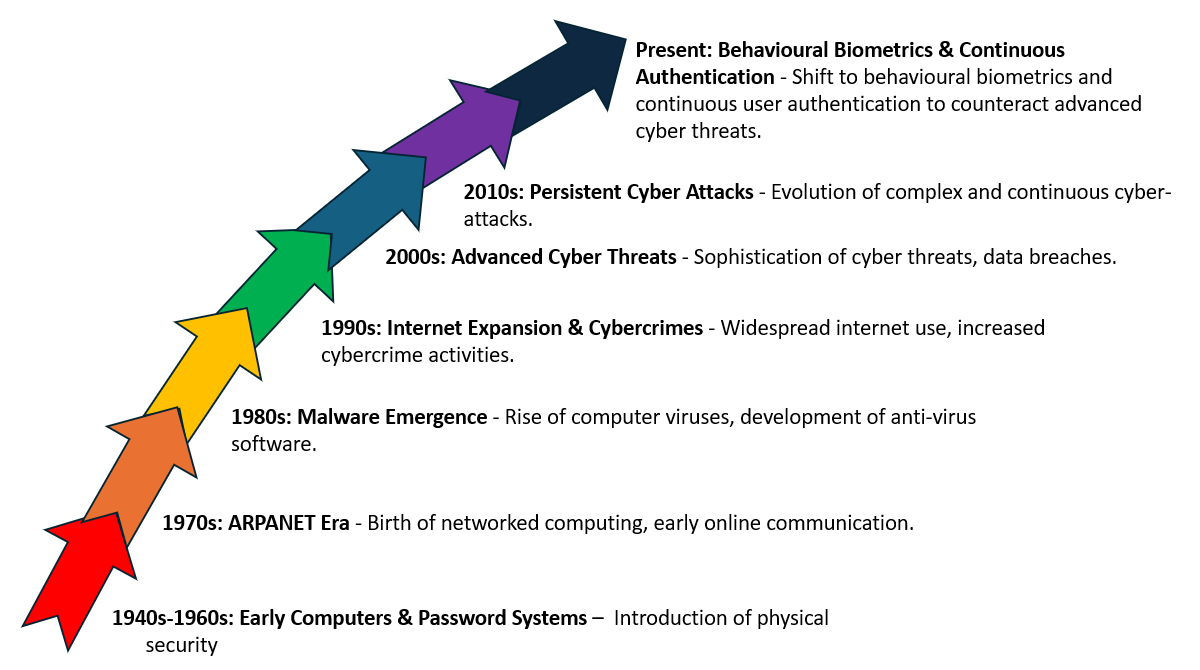 Present: Behavioural Biometrics & Continuous
Authentication - Shift to behavioural biometrics and
continuous user authentication to counteract advanced
cyber threats.
2010s: Persistent Cyber Attacks - Evolution of complex and continuous cyber-
attacks.
2000s: Advanced Cyber Threats - Sophistication of cyber threats, data breaches.
1990s: Internet Expansion & Cybercrimes - Widespread internet use, increased
cybercrime activities.
1980s: Malware Emergence - Rise of computer viruses, development of anti-virus
software.
1970s: ARPANET Era - Birth of networked computing, early online communication.
1940s-1960s: Early Computers & Password Systems – Introduction of physical
security